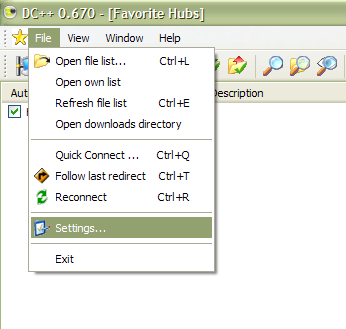 DC++ 0.670 - [Favorite Hubs]
File View Window Help
Open file list... Ctrl+L
Open own list
Refresh file list Ctrl+E
Open downloads directory
Quick Connect ... Ctrl+Q
Follow last redirect Ctrl+T
Reconnect Ctrl+R
Settings...
Exit
Description